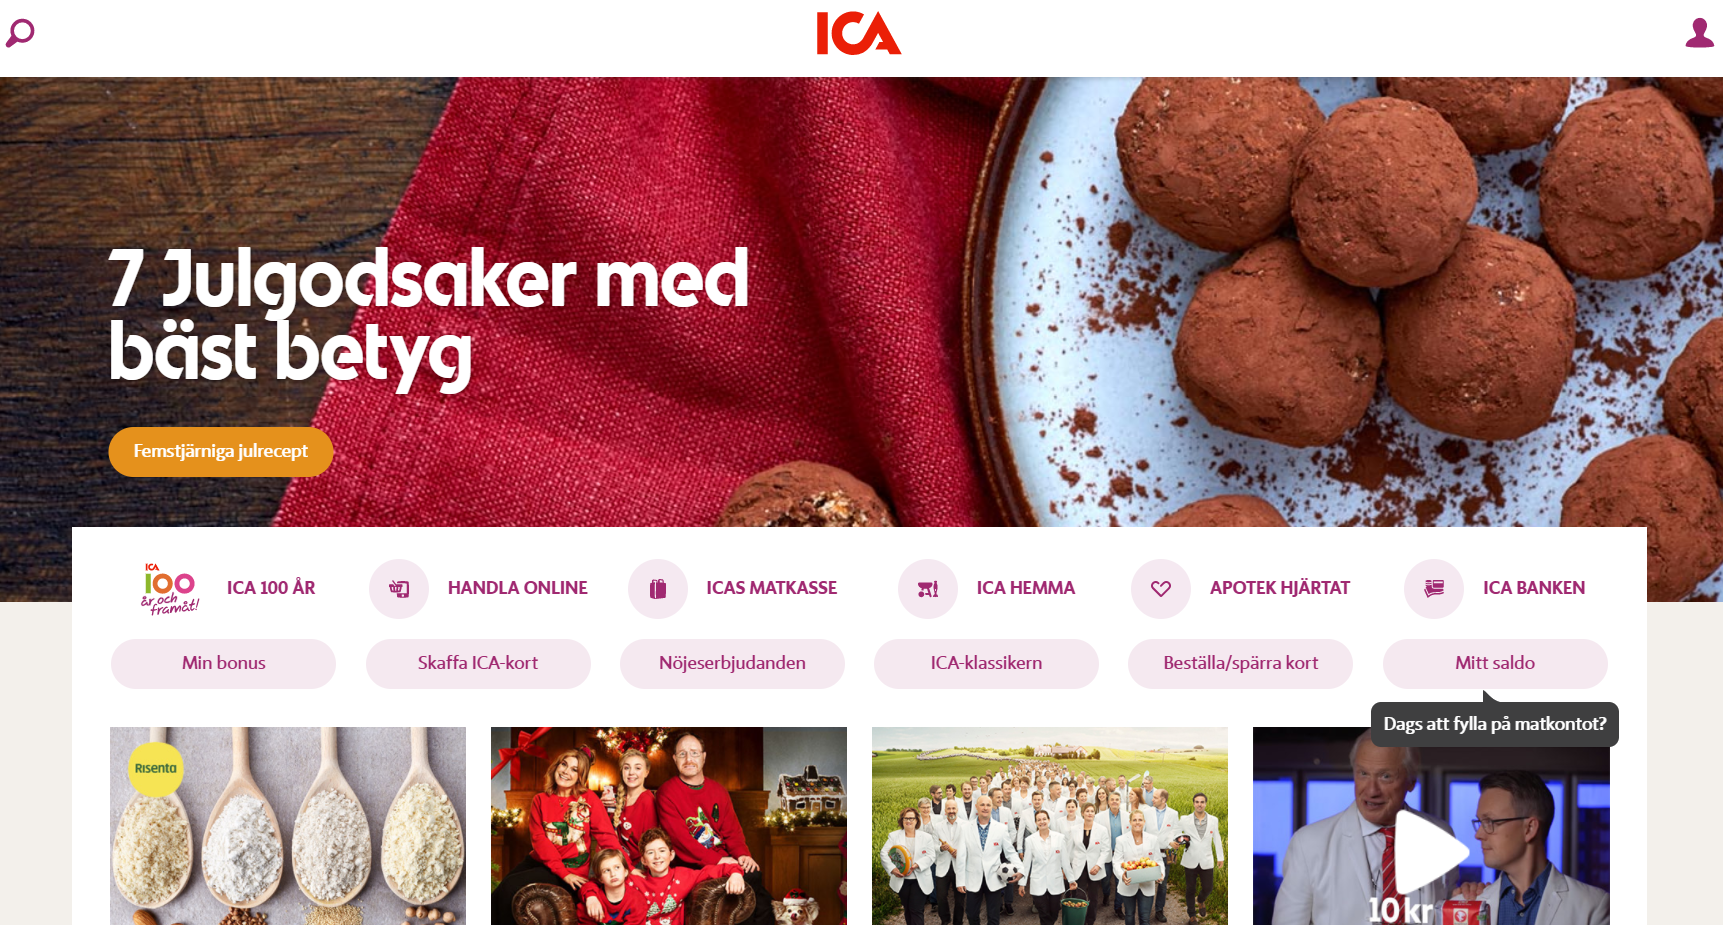 ICA
7 Julgodsaker med
bäst betyg
Femstjärniga julrecept
ICA
100
år och
framåt!
ICA 100 ÅR
HANDLA ONLINE
ICAS MATKASSE
ICA HEMMA
APOTEK HJÄRTAT
ICA BANKEN
Min bonus
Skaffa ICA-kort
Nöjeserbjudanden
ICA-klassikern
Beställa/spärra kort
Mitt saldo
Dags att fylla på matkontot?
Risenta
10 kr